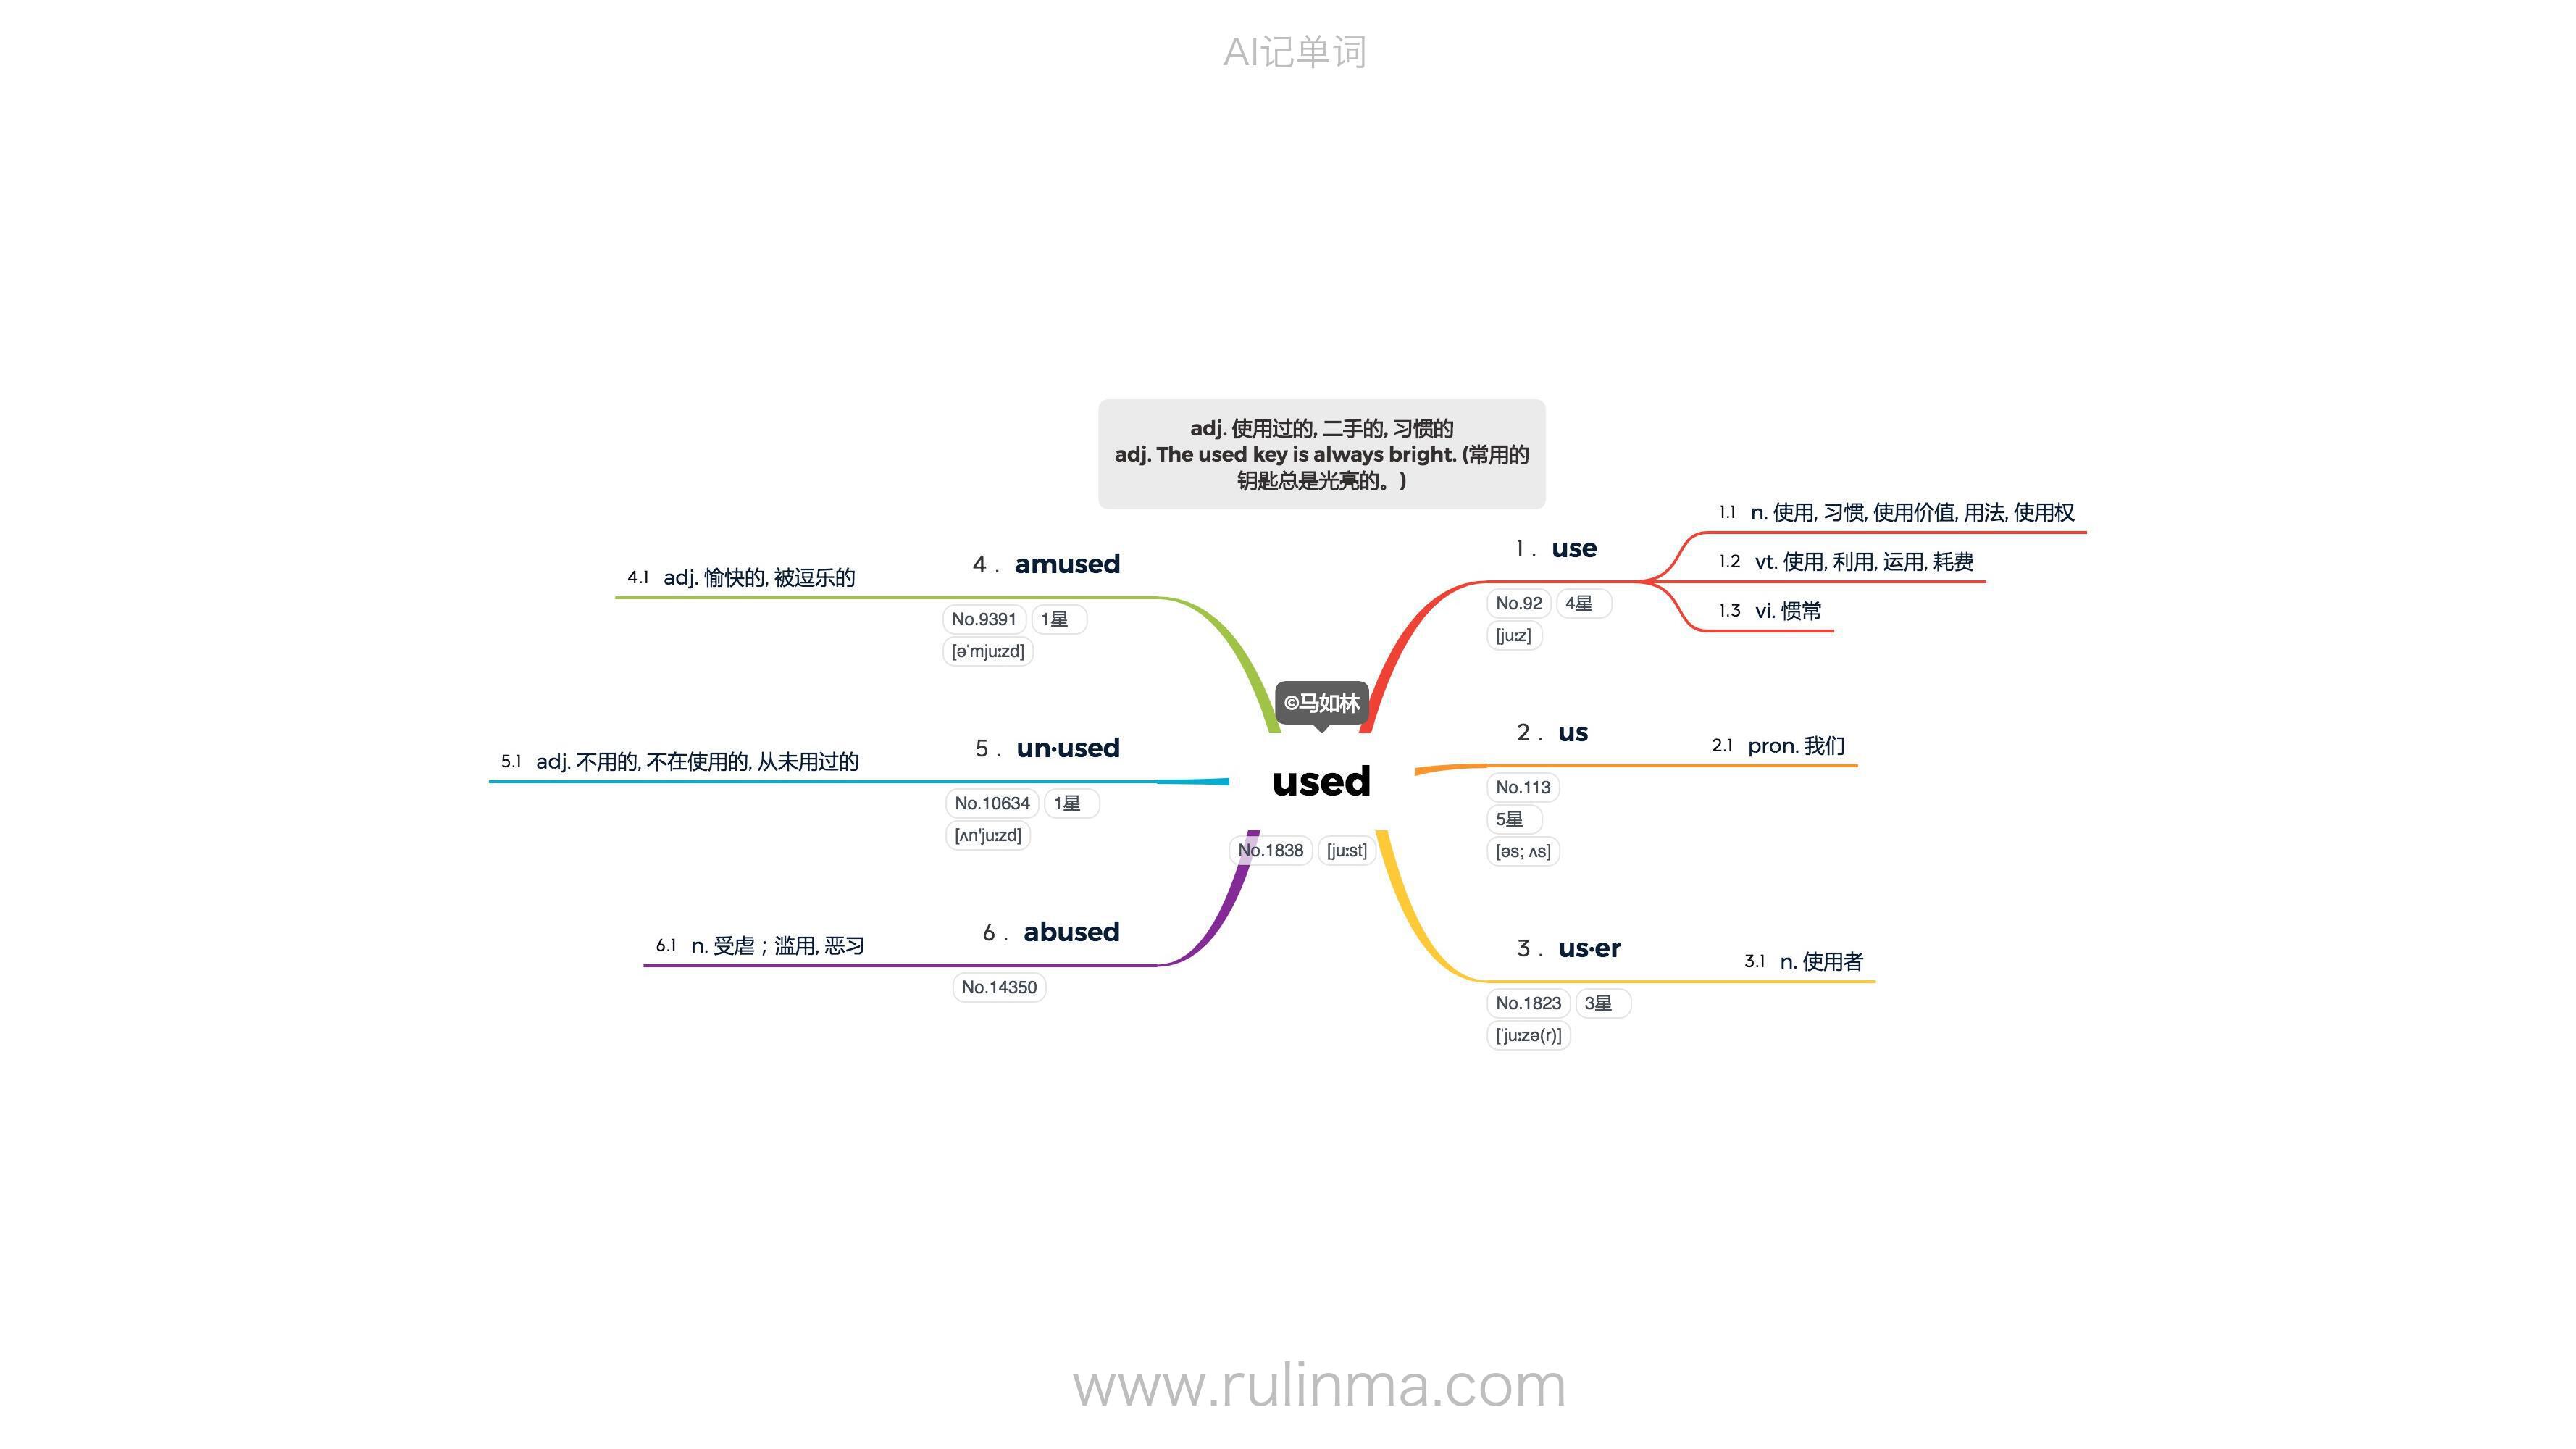 AI记单词
adj. 使用过的, 二手的, 习惯的
adj. The used key is always bright. (常用的
钥匙总是光亮的。)
©马如林
used
No.1838 [juːst]
1 . use
No.92 4星
[juːz]
1.1 n. 使用, 习惯, 使用价值, 用法, 使用权
1.2 vt. 使用, 利用, 运用, 耗费
1.3 vi. 惯常
2 . us
No.113
5星
[əs; ʌs]
2.1 pron. 我们
3 . us·er
No.1823 3星
[ˈjuːzə(r)]
3.1 n. 使用者
4 . amused
No.9391 1星
[əˈmjuːzd]
4.1 adj. 愉快的, 被逗乐的
5 . un·used
No.10634 1星
[ʌn'juːzd]
5.1 adj. 不用的, 不在使用的, 从未用过的
6 . abused
No.14350
6.1 n. 受虐；滥用, 恶习
www.rulinma.com